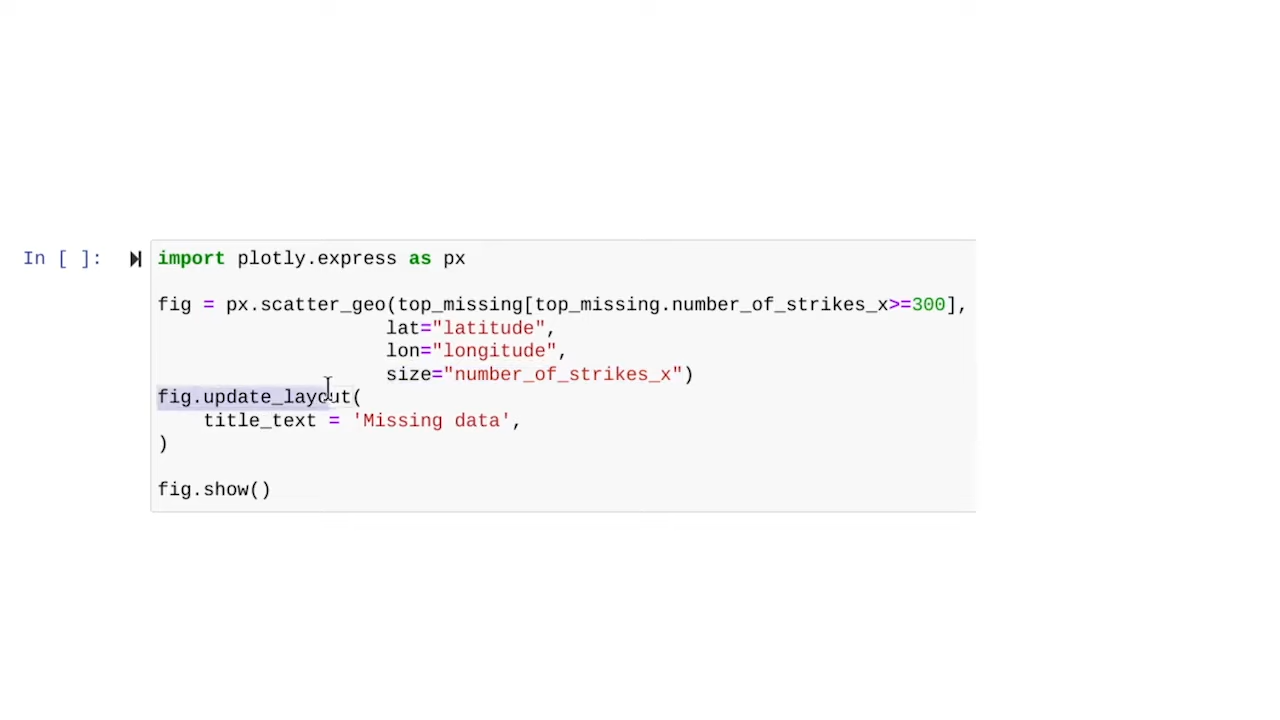 In [ ]:
import plotly.express as px
fig = px.scatter_geo(top_missing[top_missing.number_of_strikes_x>=300],
lat="latitude",
lon="longitude",
size="number_of_strikes_x")
fig.update_layout(
title_text = 'Missing data',
)
fig.show()